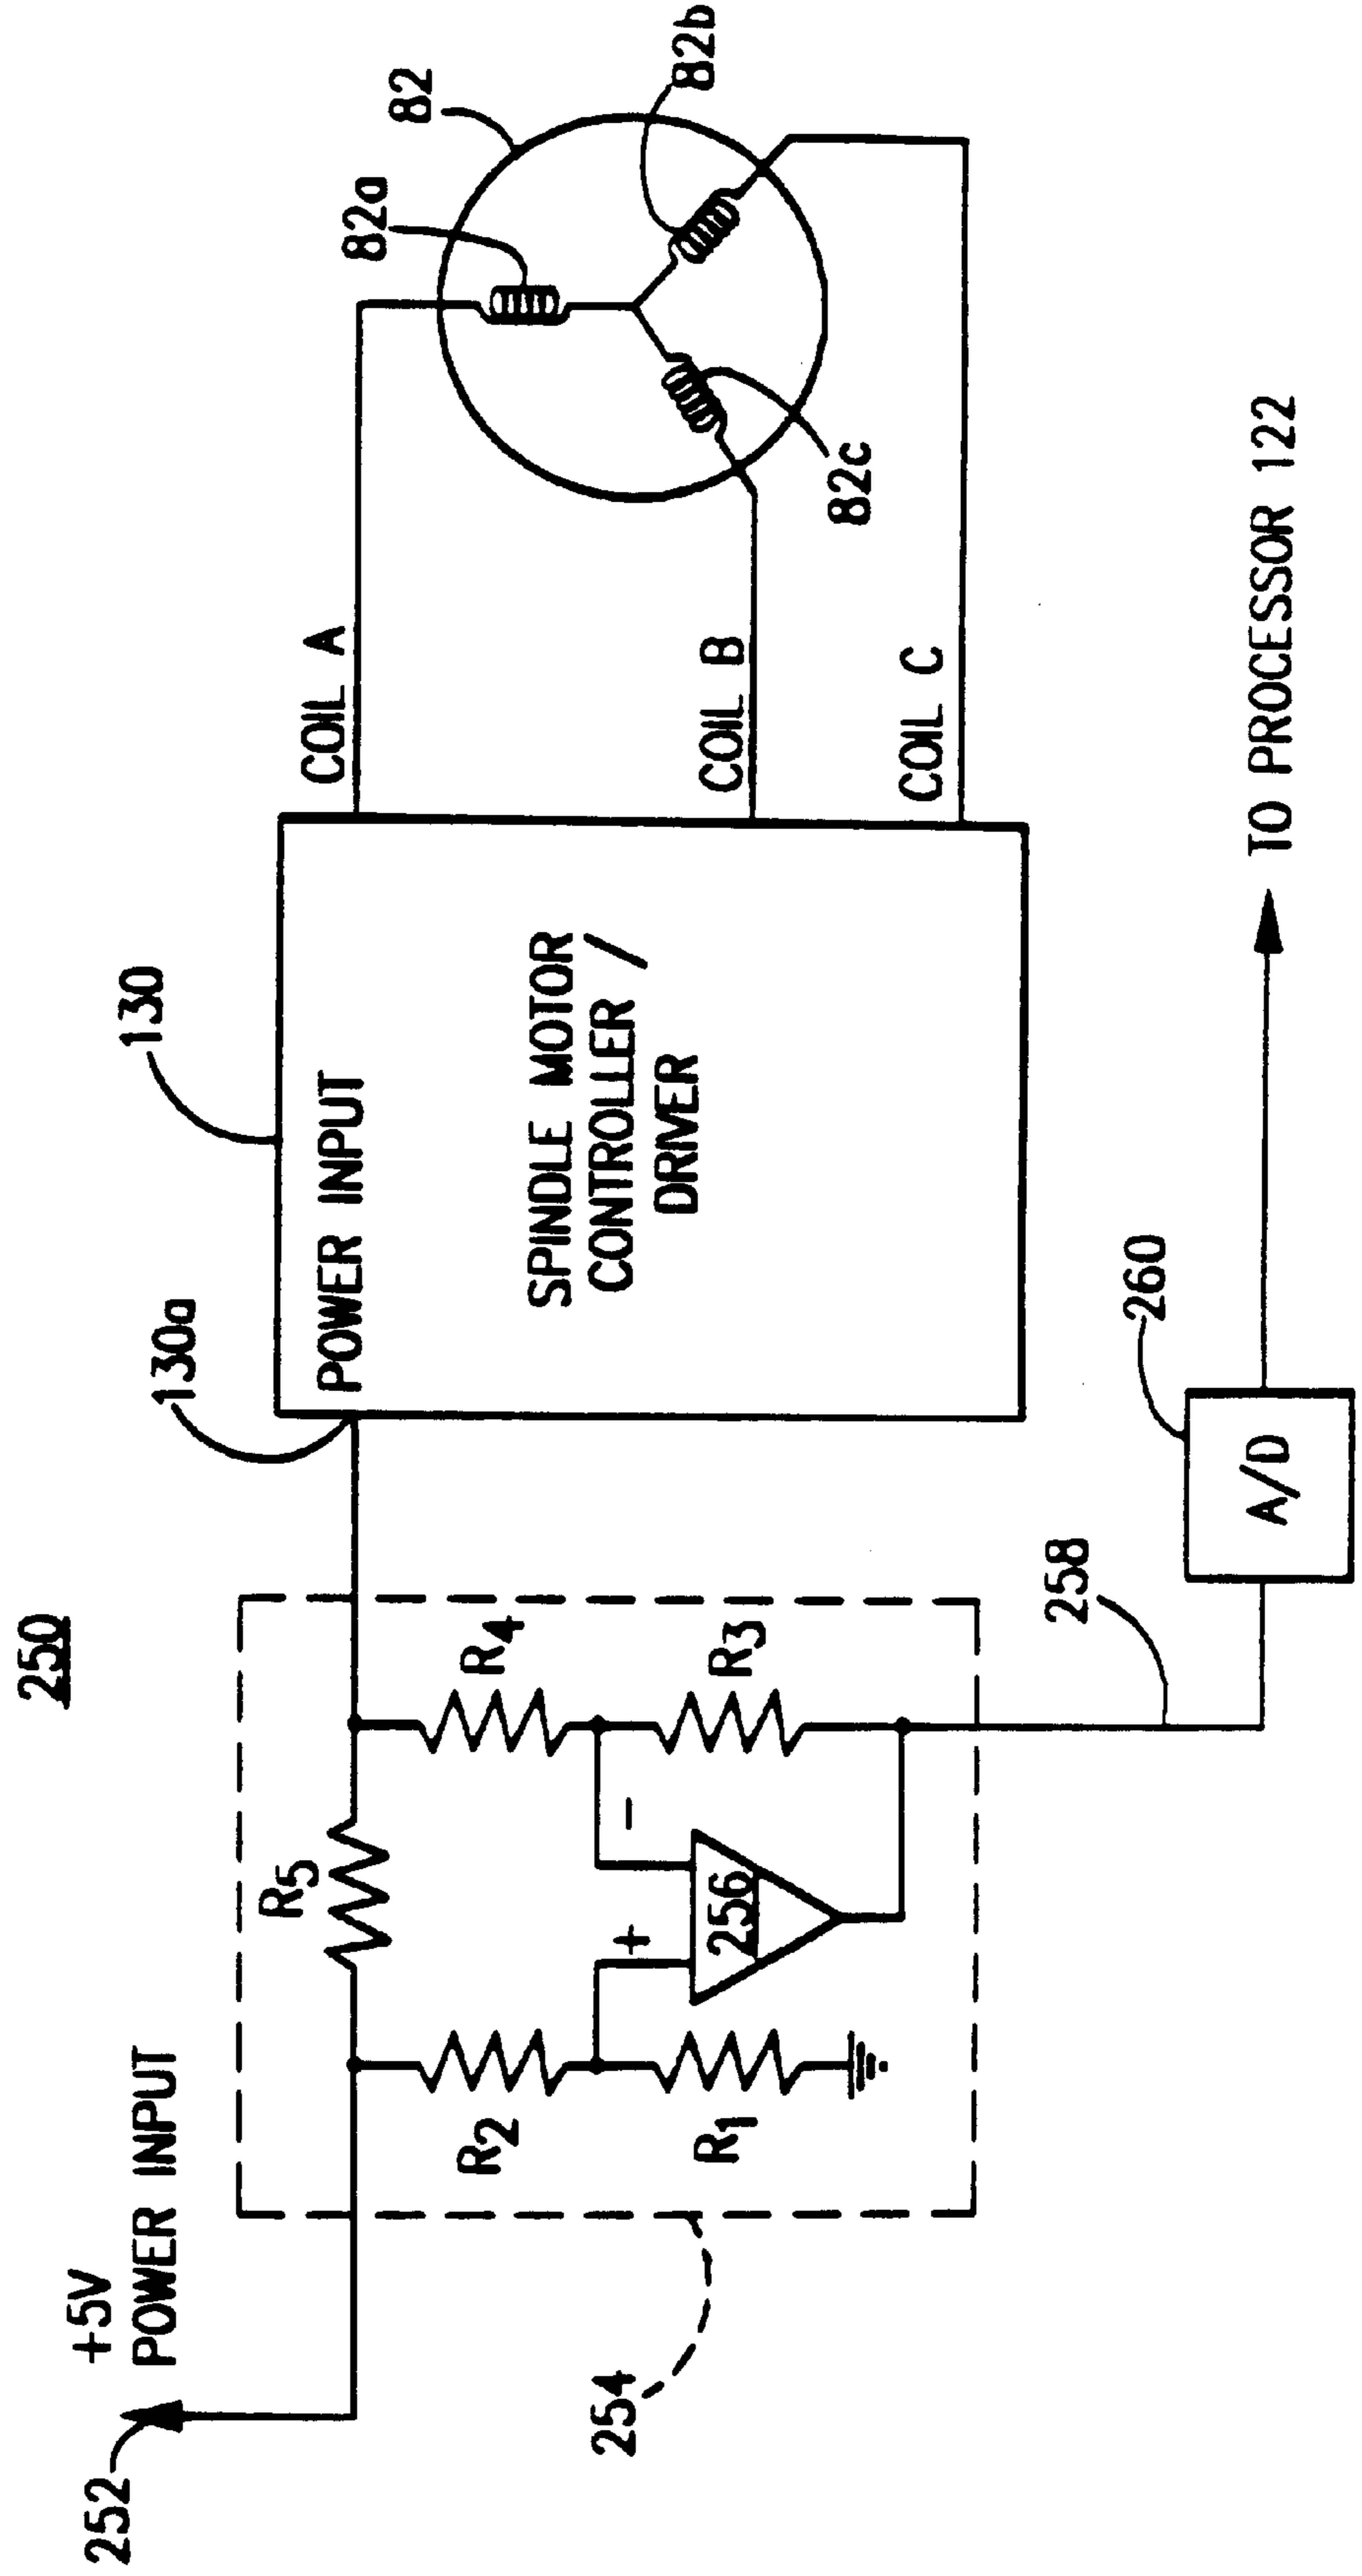 250
252
+5V
POWER INPUT
254
R5
R2
R1
R4
R3
+
-
256
258
260
A/D
TO PROCESSOR 122
130a
130
POWER INPUT
SPINDLE MOTOR
CONTROLLER /
DRIVER
COIL A
COIL B
COIL C
82
82a
82b
82c